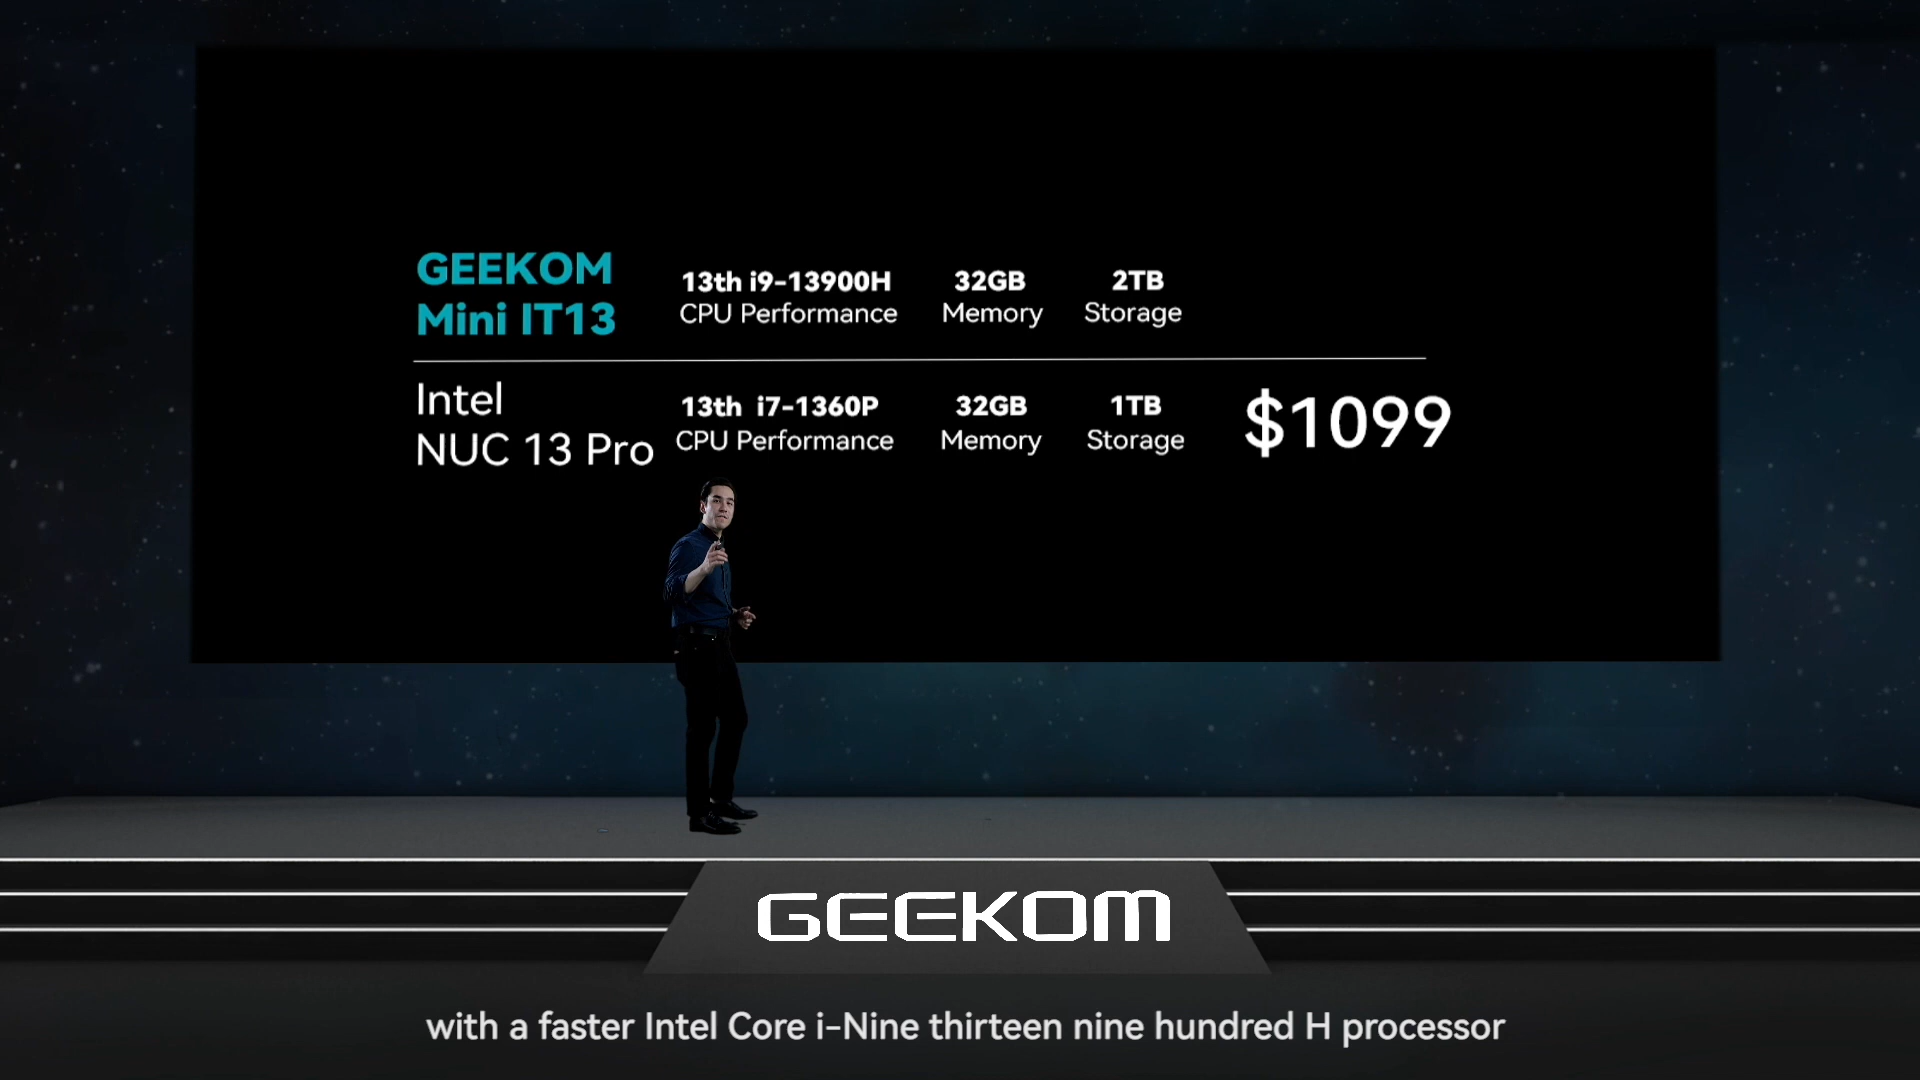 GEEKOM
Mini IT13
13th i9-13900H
CPU Performance
32GB
Memory
2TB
Storage
Intel
NUC 13 Pro
13th i7-1360P
CPU Performance
32GB
Memory
1TB
Storage
$1099
GEEKOM
with a faster Intel Core i-Nine thirteen nine hundred H processor